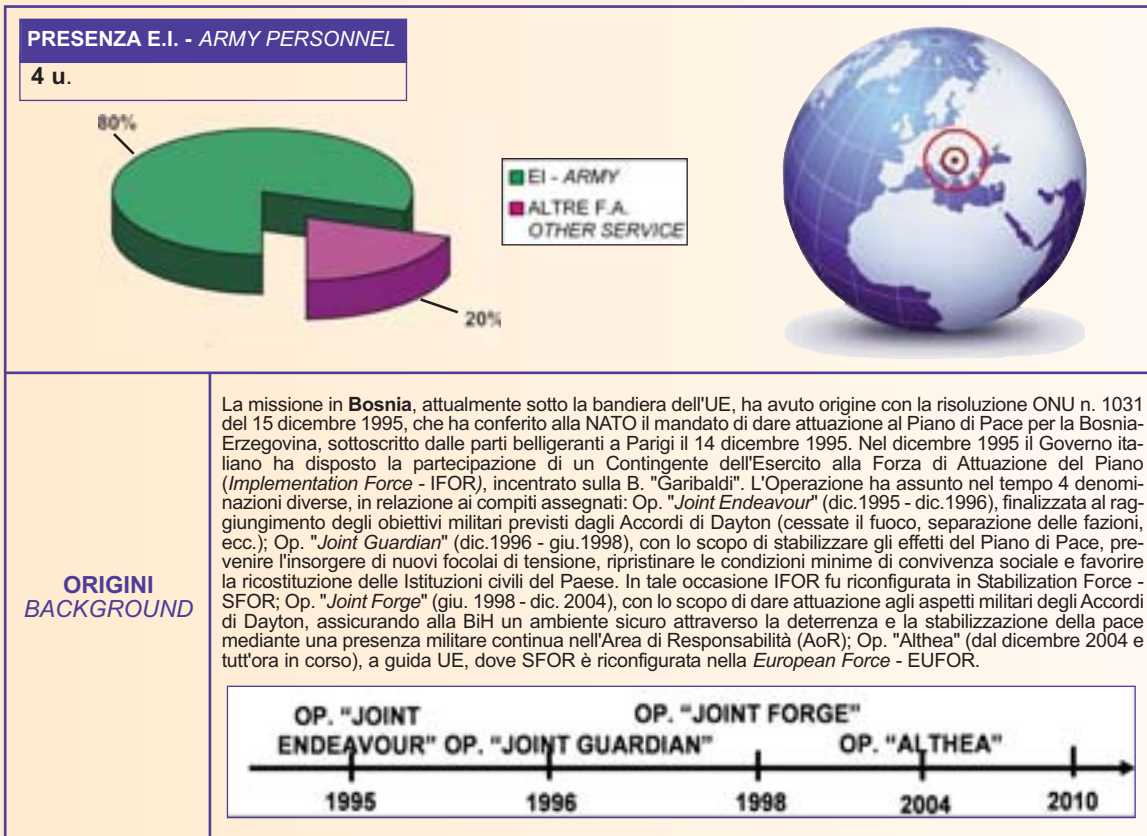 PRESENZA E.I. - ARMY PERSONNEL
4 u.
80%
EI - ARMY
ALTRE F.A.
OTHER SERVICE
20%
ORIGINI
BACKGROUND
La missione in Bosnia, attualmente sotto la bandiera dell'UE, ha avuto origine con la risoluzione ONU n. 1031
del 15 dicembre 1995, che ha conferito alla NATO il mandato di dare attuazione al Piano di Pace per la Bosnia-
Erzegovina, sottoscritto dalle parti belligeranti a Parigi il 14 dicembre 1995. Nel dicembre 1995 il Governo ita-
liano ha disposto la partecipazione di un Contingente dell'Esercito alla Forza di Attuazione del Piano
(Implementation Force - IFOR), incentrato sulla B. "Garibaldi". L'Operazione ha assunto nel tempo 4 denomi-
nazioni diverse, in relazione ai compiti assegnati: Op. "Joint Endeavour" (dic.1995 - dic.1996), finalizzata al rag-
giungimento degli obiettivi militari previsti dagli Accordi di Dayton (cessate il fuoco, separazione delle fazioni,
ecc.); Op. "Joint Guardian" (dic.1996 - giu.1998), con lo scopo di stabilizzare gli effetti del Piano di Pace, pre-
venire l'insorgere di nuovi focolai di tensione, ripristinare le condizioni minime di convivenza sociale e favorire
la ricostituzione delle Istituzioni civili del Paese. In tale occasione IFOR fu riconfigurata in Stabilization Force -
SFOR; Op. "Joint Forge" (giu. 1998 - dic. 2004), con lo scopo di dare attuazione agli aspetti militari degli Accordi
di Dayton, assicurando alla BiH un ambiente sicuro attraverso la deterrenza e la stabilizzazione della pace
mediante una presenza militare continua nell'Area di Responsabilità (AoR); Op. "Althea" (dal dicembre 2004 e
tutt'ora in corso), a guida UE, dove SFOR è riconfigurata nella European Force - EUFOR.
OP. "JOINT OP. "JOINT FORGE"
ENDEAVOUR" OP. "JOINT GUARDIAN" OP. "ALTHEA"
1995 1996 1998 2004 2010